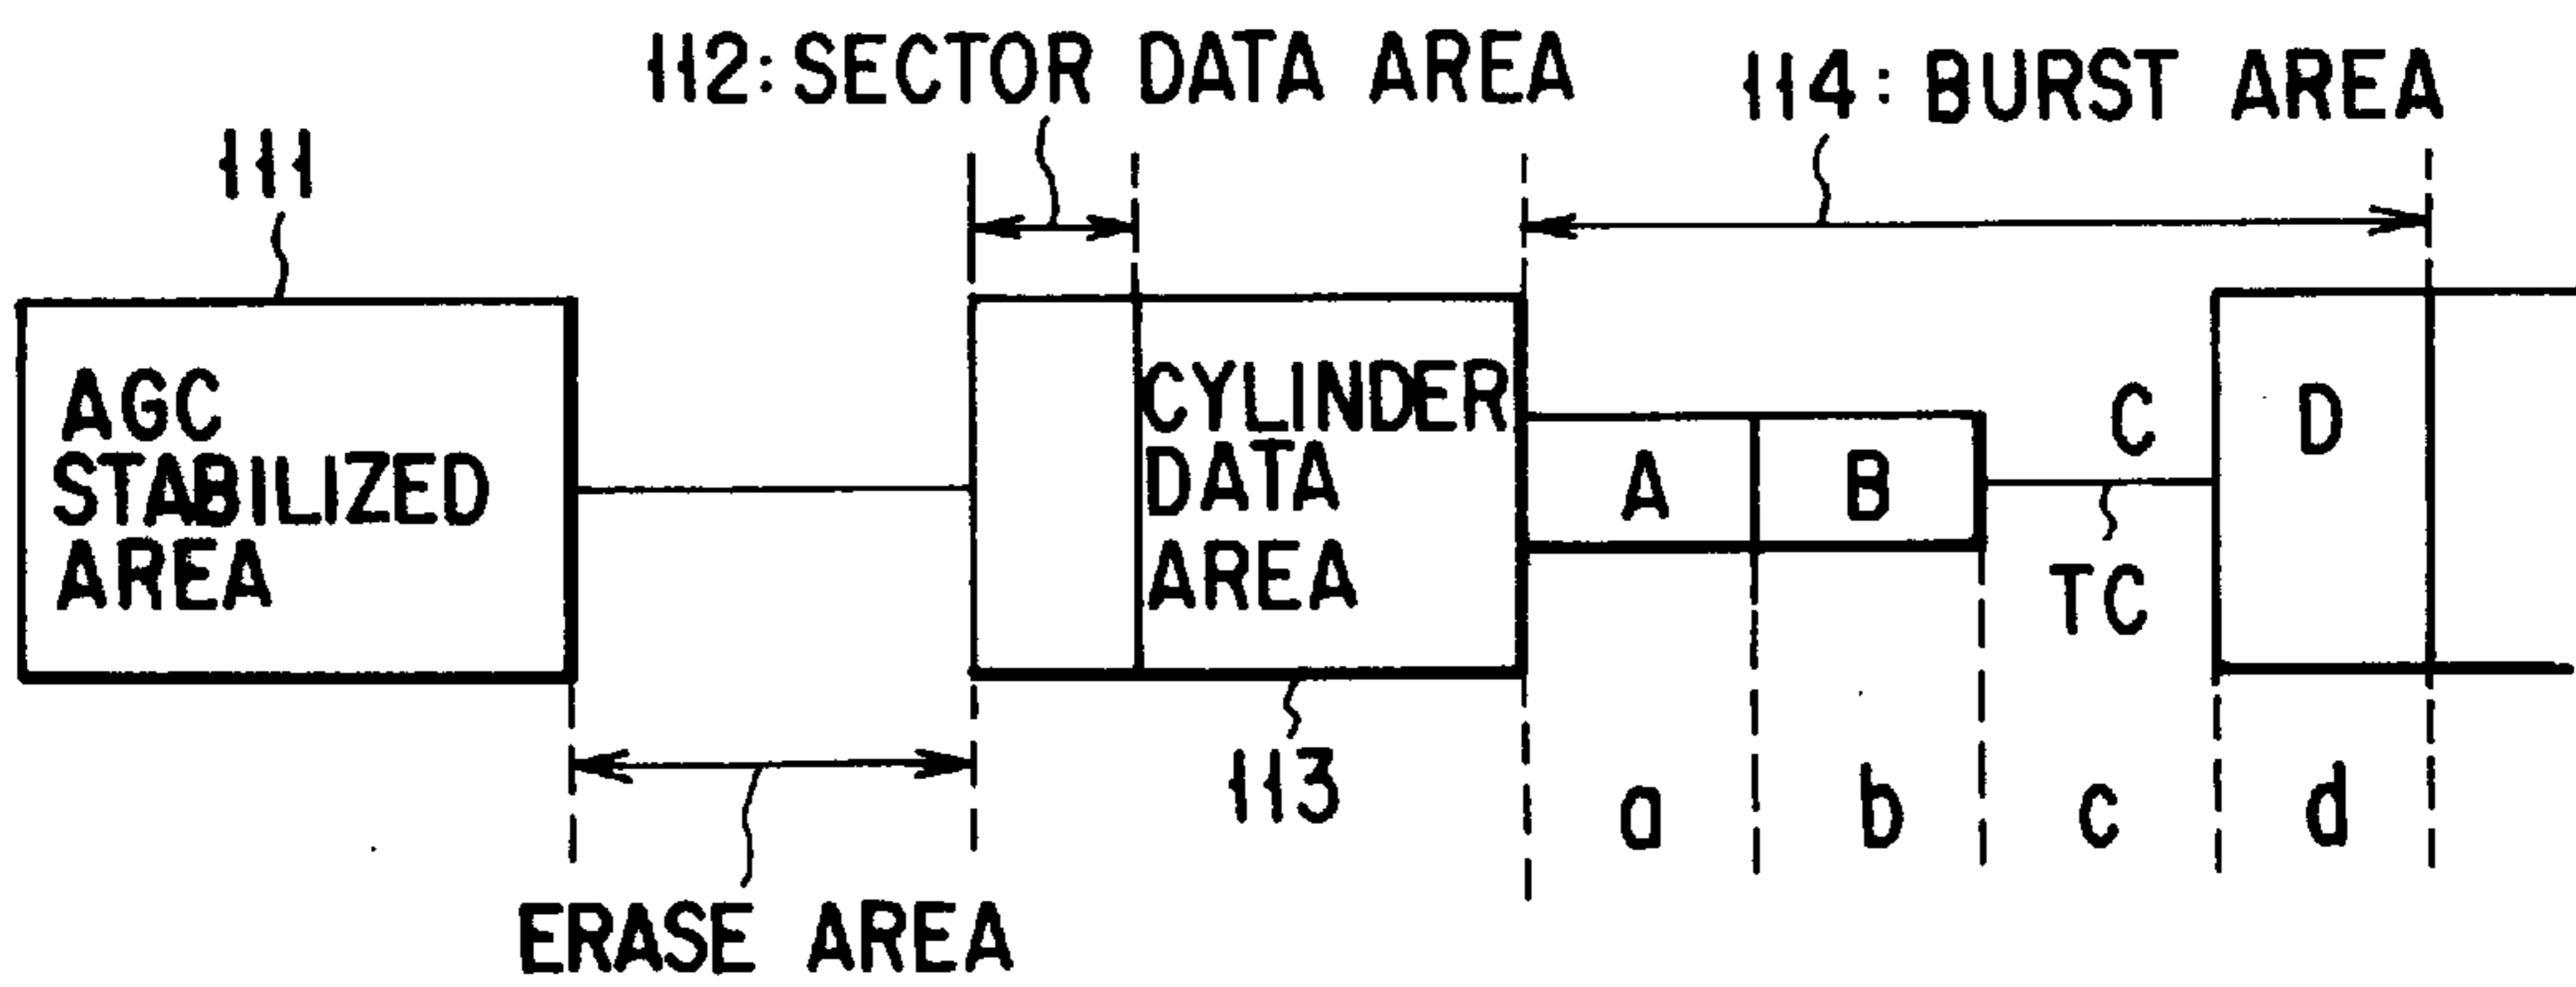 112: SECTOR DATA AREA
114: BURST AREA
111
AGC
STABILIZED
AREA
CYLINDER
DATA
AREA
A
B
C
D
TC
113
a
b
c
d
ERASE AREA